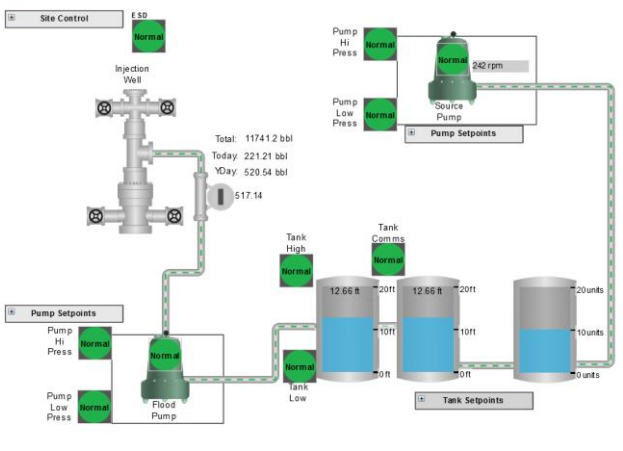 Site Control
ESD
Normal
Injection
Well
Total: 11741.2 bbl
Today: 221.21 bbl
YDay: 520.54 bbl
517.14
Pump
Hi
Press
Normal
Normal
242 rpm
Pump
Low
Press
Normal
Source
Pump
Pump Setpoints
Tank
High
Normal
Tank
Comms
Normal
12.66 ft
20ft
10ft
0ft
12.66 ft
20ft
10ft
0ft
20units
10units
0units
Normal
Tank
Low
Tank Setpoints
Pump Setpoints
Pump
Hi
Press
Normal
Normal
Pump
Low
Press
Normal
Flood
Pump